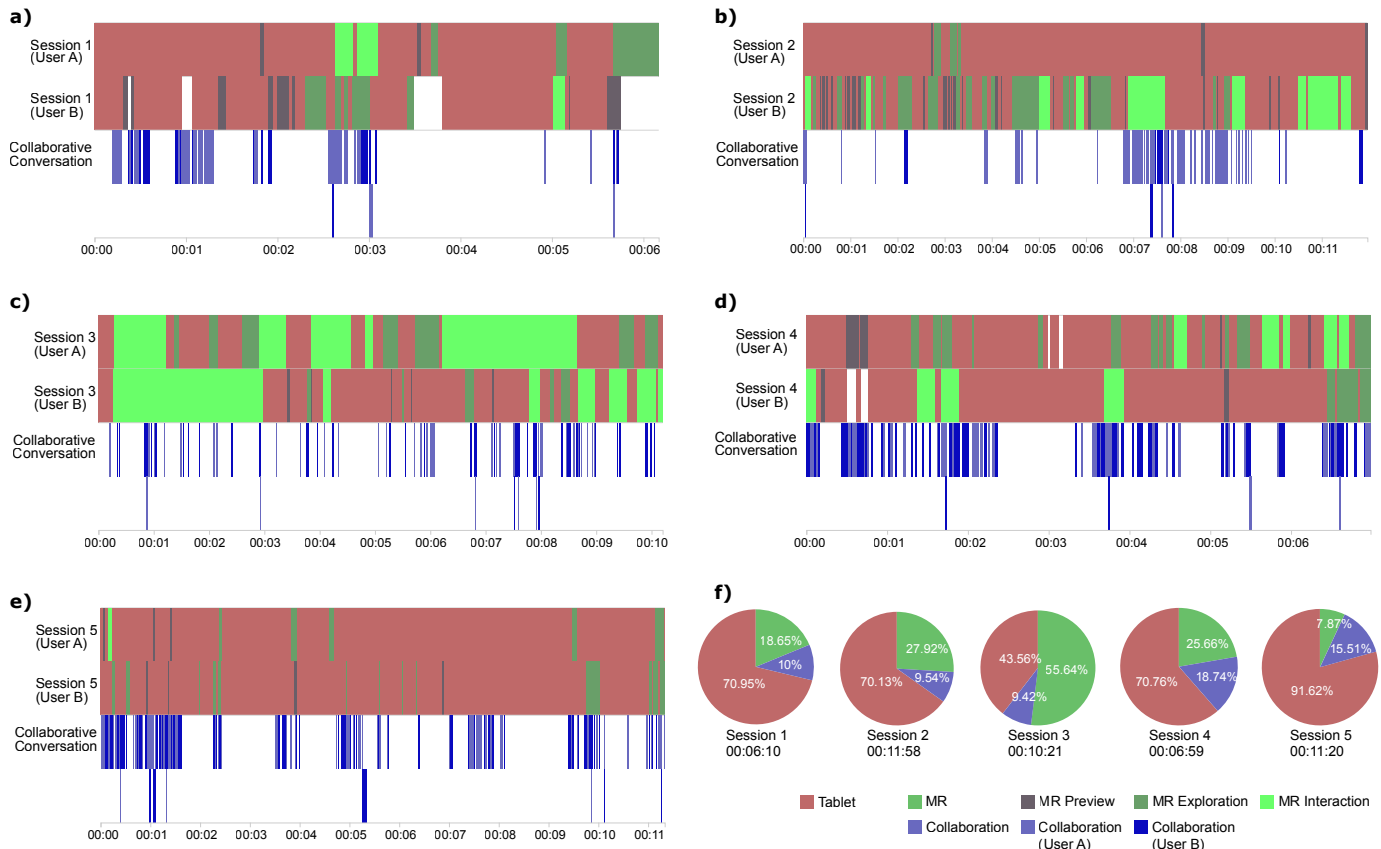 a)
Session 1
(User A)
Session 1
(User B)
Collaborative
Conversation
00:00 00:01 00:02 00:03 00:04 00:05 00:06
b)
Session 2
(User A)
Session 2
(User B)
Collaborative
Conversation
00:00 00:01 00:02 00:03 00:04 00:05 00:06 00:07 00:08 00:09 00:10 00:11
c)
Session 3
(User A)
Session 3
(User B)
Collaborative
Conversation
00:00 00:01 00:02 00:03 00:04 00:05 00:06 00:07 00:08 00:09 00:10
d)
Session 4
(User A)
Session 4
(User B)
Collaborative
Conversation
00:00 00:01 00:02 00:03 00:04 00:05 00:06
e)
Session 5
(User A)
Session 5
(User B)
Collaborative
Conversation
00:00 00:01 00:02 00:03 00:04 00:05 00:06 00:07 00:08 00:09 00:10 00:11
f)
18.65%
10%
70.95%
Session 1
00:06:10
27.92%
9.54%
70.13%
Session 2
00:11:58
43.56%
55.64%
9.42%
Session 3
00:10:21
25.66%
18.74%
70.76%
Session 4
00:06:59
7.87%
15.51%
91.62%
Session 5
00:11:20
Tablet MR MR Preview MR Exploration MR Interaction
Collaboration Collaboration (User A) Collaboration (User B)